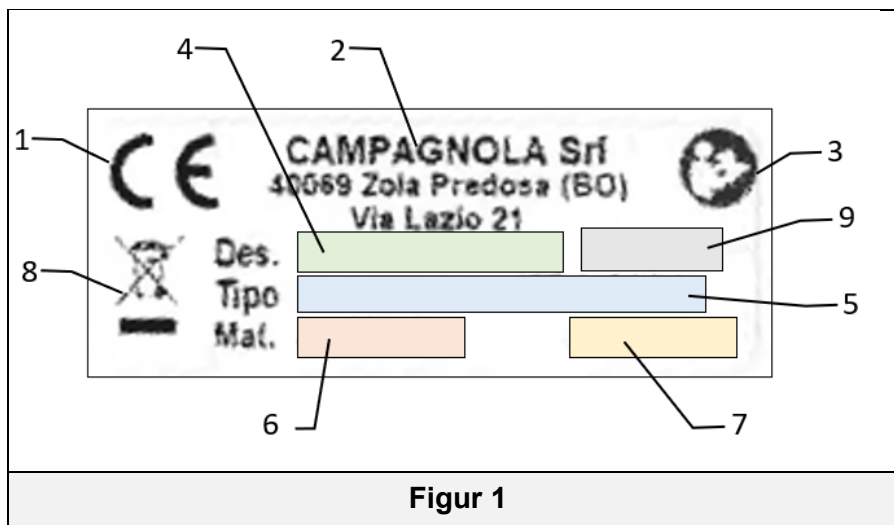 4 2
1 CE CAMPAGNOLA Srl 3
40069 Zola Predosa (BO)
Via Lazio 21 9
8 Des.
Tipo 5
Mat.
6 7
Figur 1